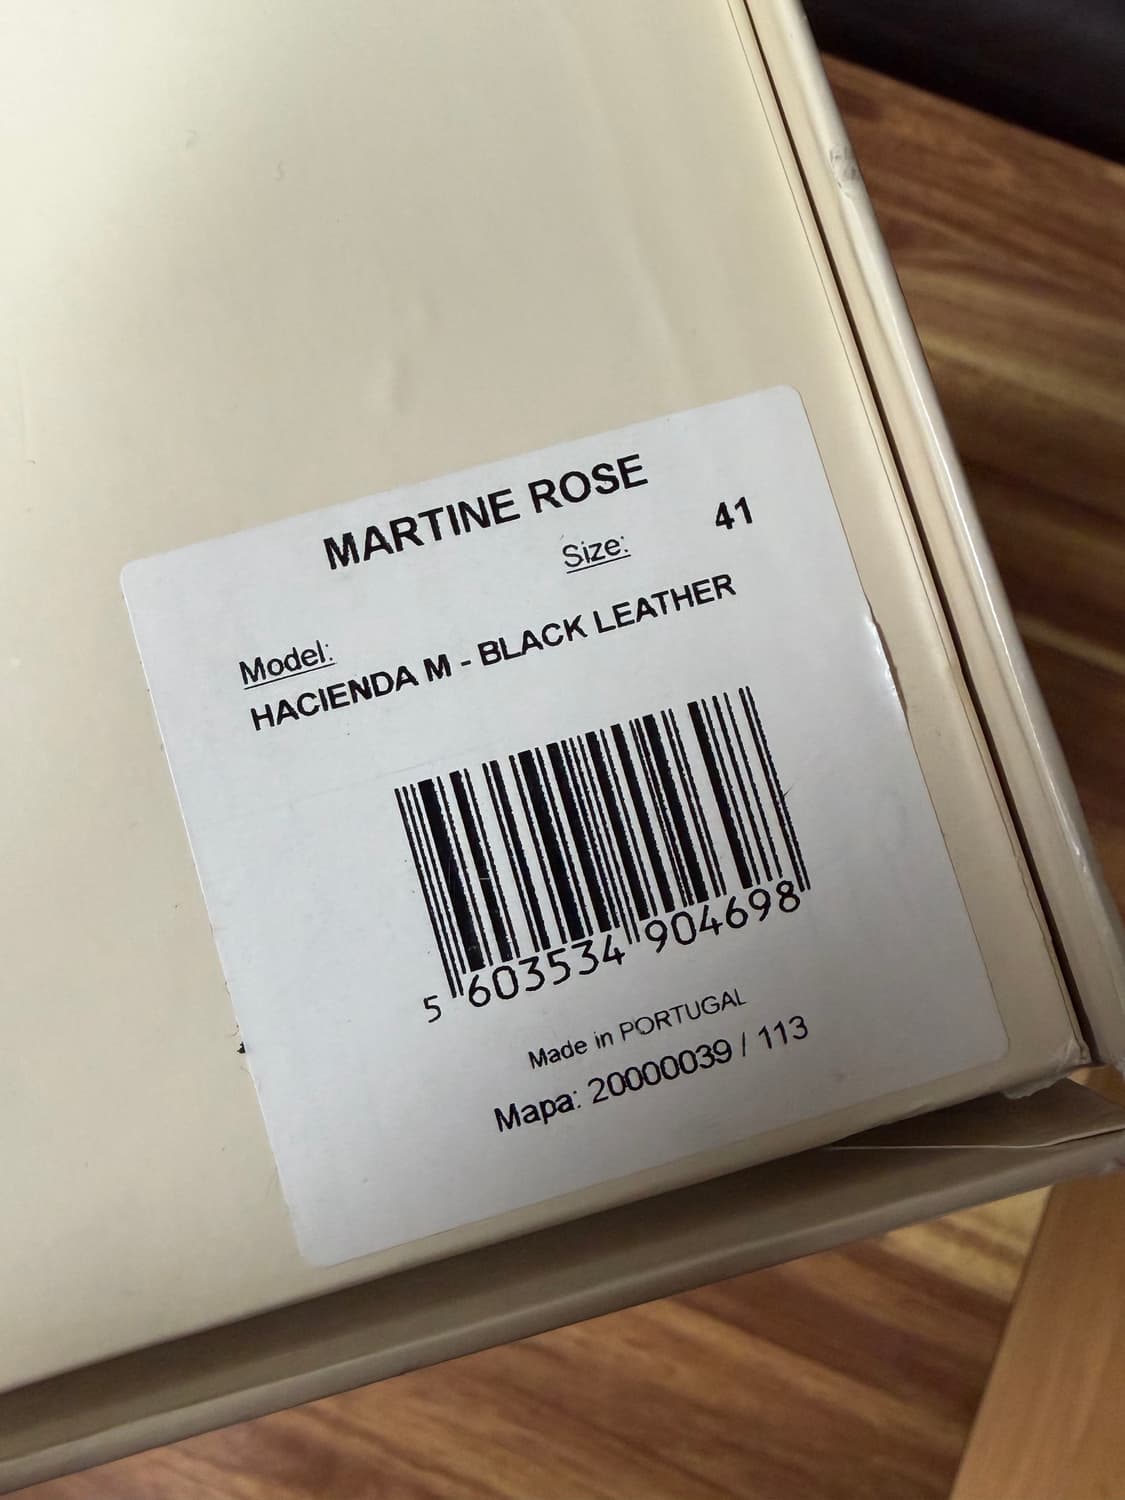 MARTINE ROSE
Size: 41
Model:
HACIENDA M - BLACK LEATHER
5 603534 904698
Made in PORTUGAL
Mapa: 20000039 / 113